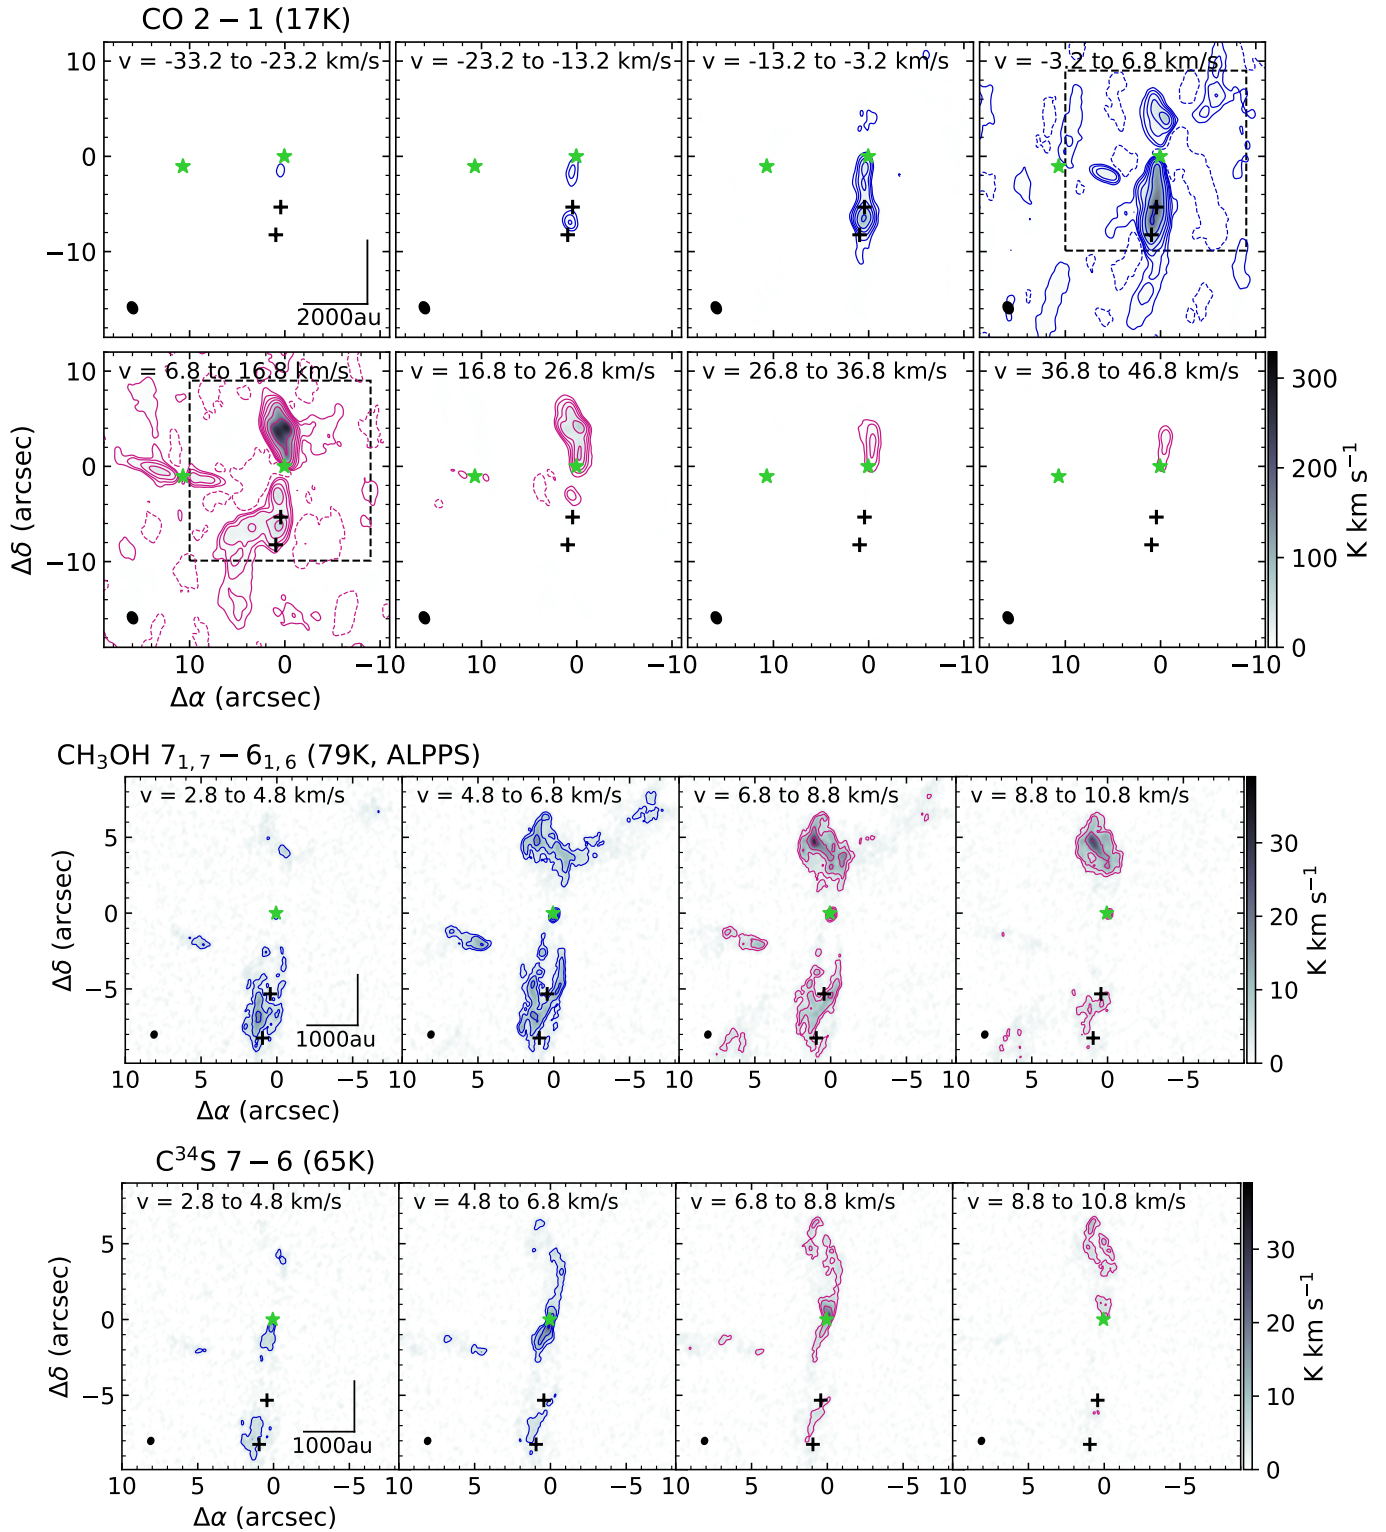 CO 2 – 1 (17K)
v = -33.2 to -23.2 km/s
v = -23.2 to -13.2 km/s
v = -13.2 to -3.2 km/s
v = -3.2 to 6.8 km/s
10
0
−10
2000au
v = 6.8 to 16.8 km/s
v = 16.8 to 26.8 km/s
v = 26.8 to 36.8 km/s
v = 36.8 to 46.8 km/s
10
0
−10
Δδ (arcsec)
300
200
100
0
K km s⁻¹
10 0 −10 10 0 −10 10 0 −10 10 0 −10
Δα (arcsec)
CH₃OH 7₁,₇ – 6₁,₆ (79K, ALPPS)
v = 2.8 to 4.8 km/s
v = 4.8 to 6.8 km/s
v = 6.8 to 8.8 km/s
v = 8.8 to 10.8 km/s
5
0
−5
Δδ (arcsec)
1000au
30
20
10
0
K km s⁻¹
10 5 0 −5 10 5 0 −5 10 5 0 −5 10 5 0 −5
Δα (arcsec)
C³⁴S 7 – 6 (65K)
v = 2.8 to 4.8 km/s
v = 4.8 to 6.8 km/s
v = 6.8 to 8.8 km/s
v = 8.8 to 10.8 km/s
5
0
−5
Δδ (arcsec)
1000au
30
20
10
0
K km s⁻¹
10 5 0 −5 10 5 0 −5 10 5 0 −5 10 5 0 −5
Δα (arcsec)